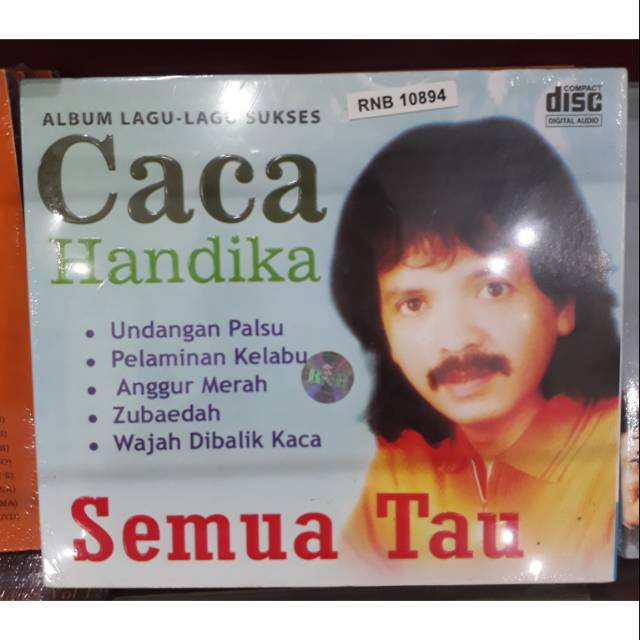 ALBUM LAGU-LAGU SUKSES
RNB 10894
COMPACT
disc
DIGITAL AUDIO
Caca
Handika
• Undangan Palsu
• Pelaminan Kelabu
• Anggur Merah
• Zubaedah
• Wajah Dibalik Kaca
RNB
Semua Tau